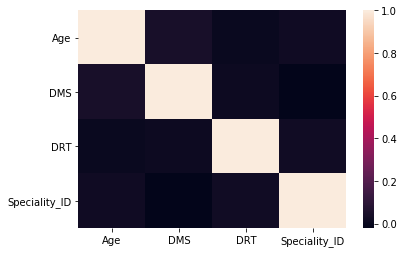 Age
DMS
DRT
Speciality_ID
Age
DMS
DRT
Speciality_ID
1.0
0.8
0.6
0.4
0.2
0.0